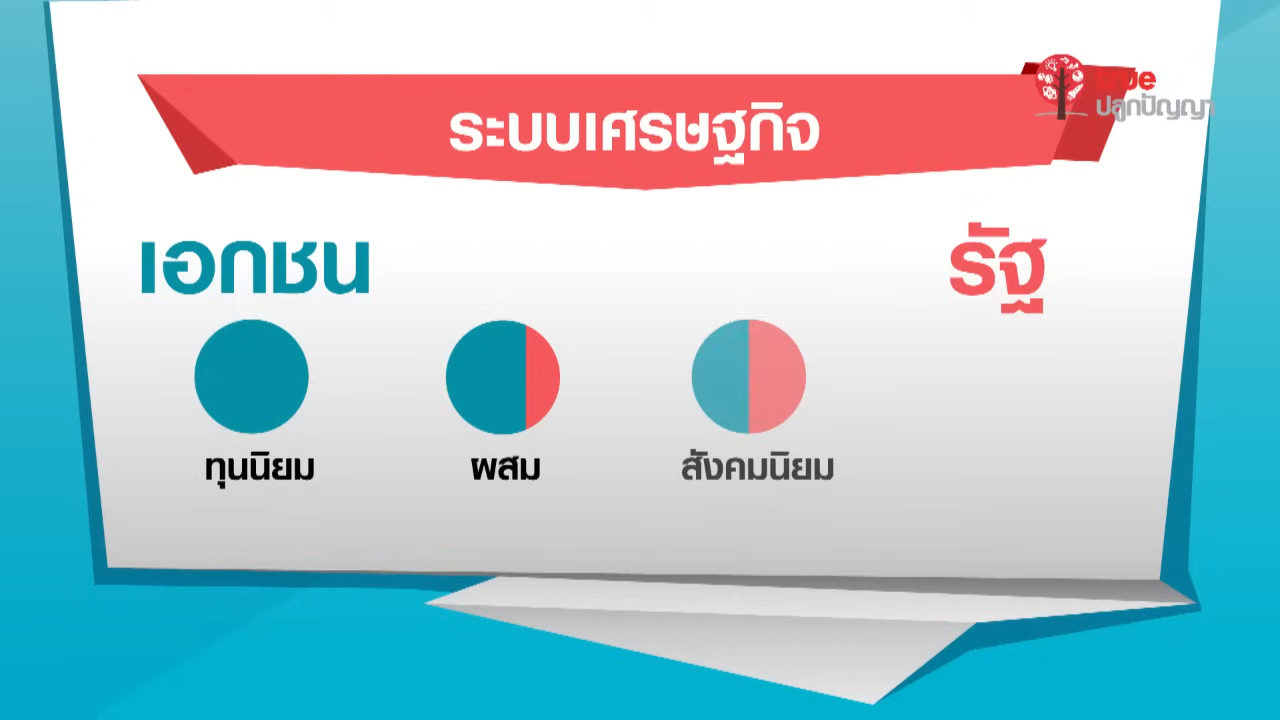 ระบบเศรษฐกิจ
true
ปลูกปัญญา
เอกชน
รัฐ
ทุนนิยม
ผสม
สังคมนิยม